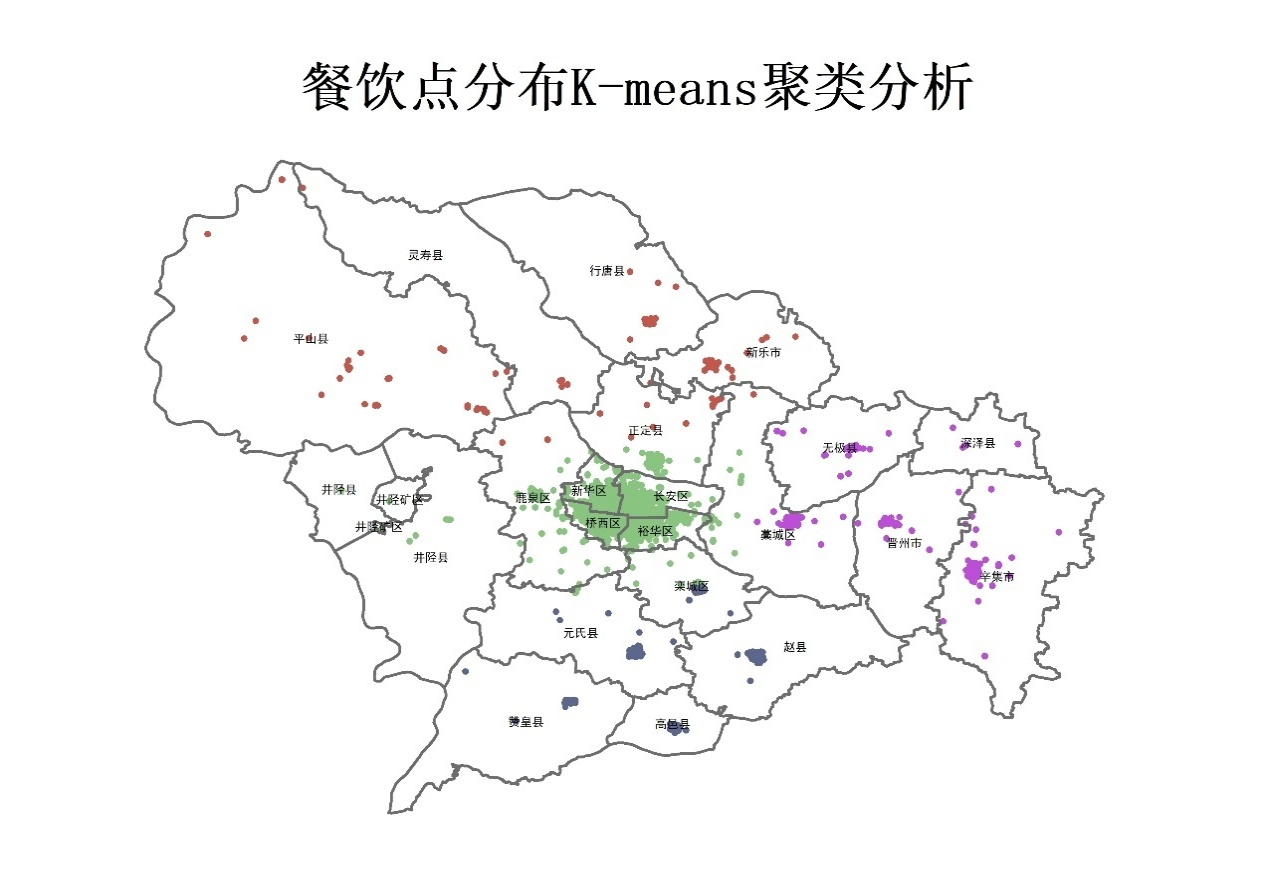 餐饮点分布K-means聚类分析
灵寿县
行唐县
平山县
新乐市
正定县
无极县
深泽县
井陉县
井陉矿区
鹿泉区
新华区
长安区
井陉矿区
桥西区
裕华区
藁城区
晋州市
井陉县
辛集市
栾城区
元氏县
赵县
赞皇县
高邑县